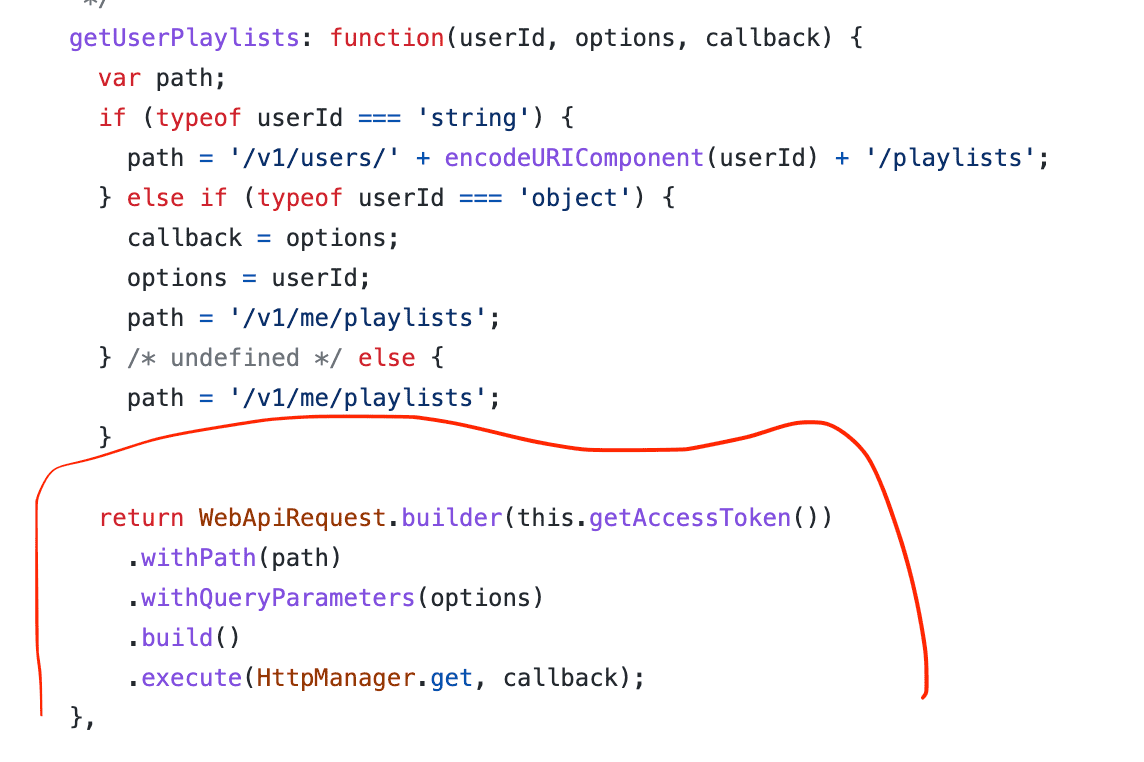 */
getUserPlaylists: function(userId, options, callback) {
var path;
if (typeof userId === 'string') {
path = '/v1/users/' + encodeURIComponent(userId) + '/playlists';
} else if (typeof userId === 'object') {
callback = options;
options = userId;
path = '/v1/me/playlists';
} /* undefined */ else {
path = '/v1/me/playlists';
}
return WebApiRequest.builder(this.getAccessToken())
.withPath(path)
.withQueryParameters(options)
.build()
.execute(HttpManager.get, callback);
},